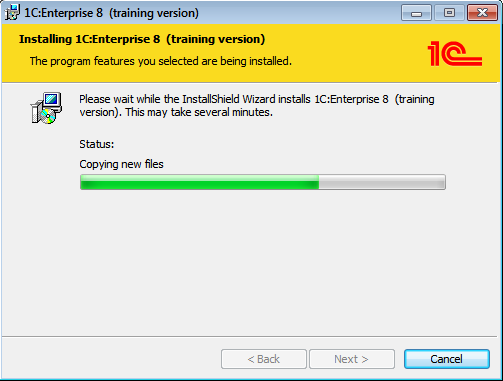 1C:Enterprise 8  (training version)
Installing 1C:Enterprise 8  (training version)
The program features you selected are being installed.
1C
Please wait while the InstallShield Wizard installs 1C:Enterprise 8  (training
version). This may take several minutes.
Status:
Copying new files
< Back
Next >
Cancel